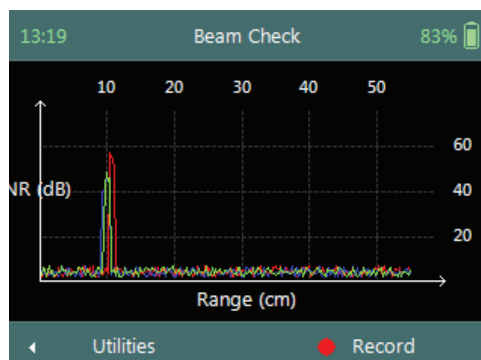 13:19 Beam Check 83%
10 20 30 40 50
60
NR (dB) 40
20
Range (cm)
Utilities Record